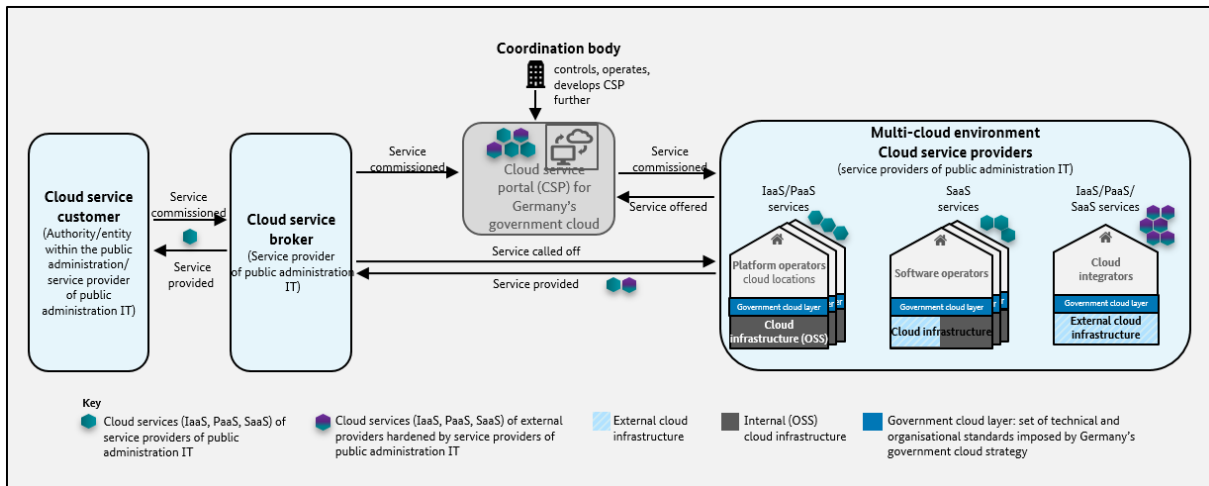 Coordination body
controls, operates,
develops CSP
further
Cloud service
customer
(Authority/entity
within the public
administration/
service provider
of public
administration IT)
Service
commissioned
Service
provided
Cloud service
broker
(Service provider
of public administration
IT)
Service
commissioned
Cloud service
portal (CSP) for
Germany's
government cloud
Service
commissioned
Service offered
Service called off
Service provided
Multi-cloud environment
Cloud service providers
(service providers of public administration IT)
IaaS/PaaS
services
Platform operators
cloud locations
Government cloud layer
Cloud
infrastructure (OSS)
SaaS
services
Software operators
Government cloud layer
Cloud infrastructure
IaaS/PaaS/
SaaS services
Cloud
integrators
Government cloud layer
External cloud
infrastructure
Key
Cloud services (IaaS, PaaS, SaaS) of
service providers of public
administration IT
Cloud services (IaaS, PaaS, SaaS) of external
providers hardened by service providers of
public administration IT
External cloud
infrastructure
Internal (OSS)
cloud infrastructure
Government cloud layer: set of technical and
organisational standards imposed by Germany's
government cloud strategy